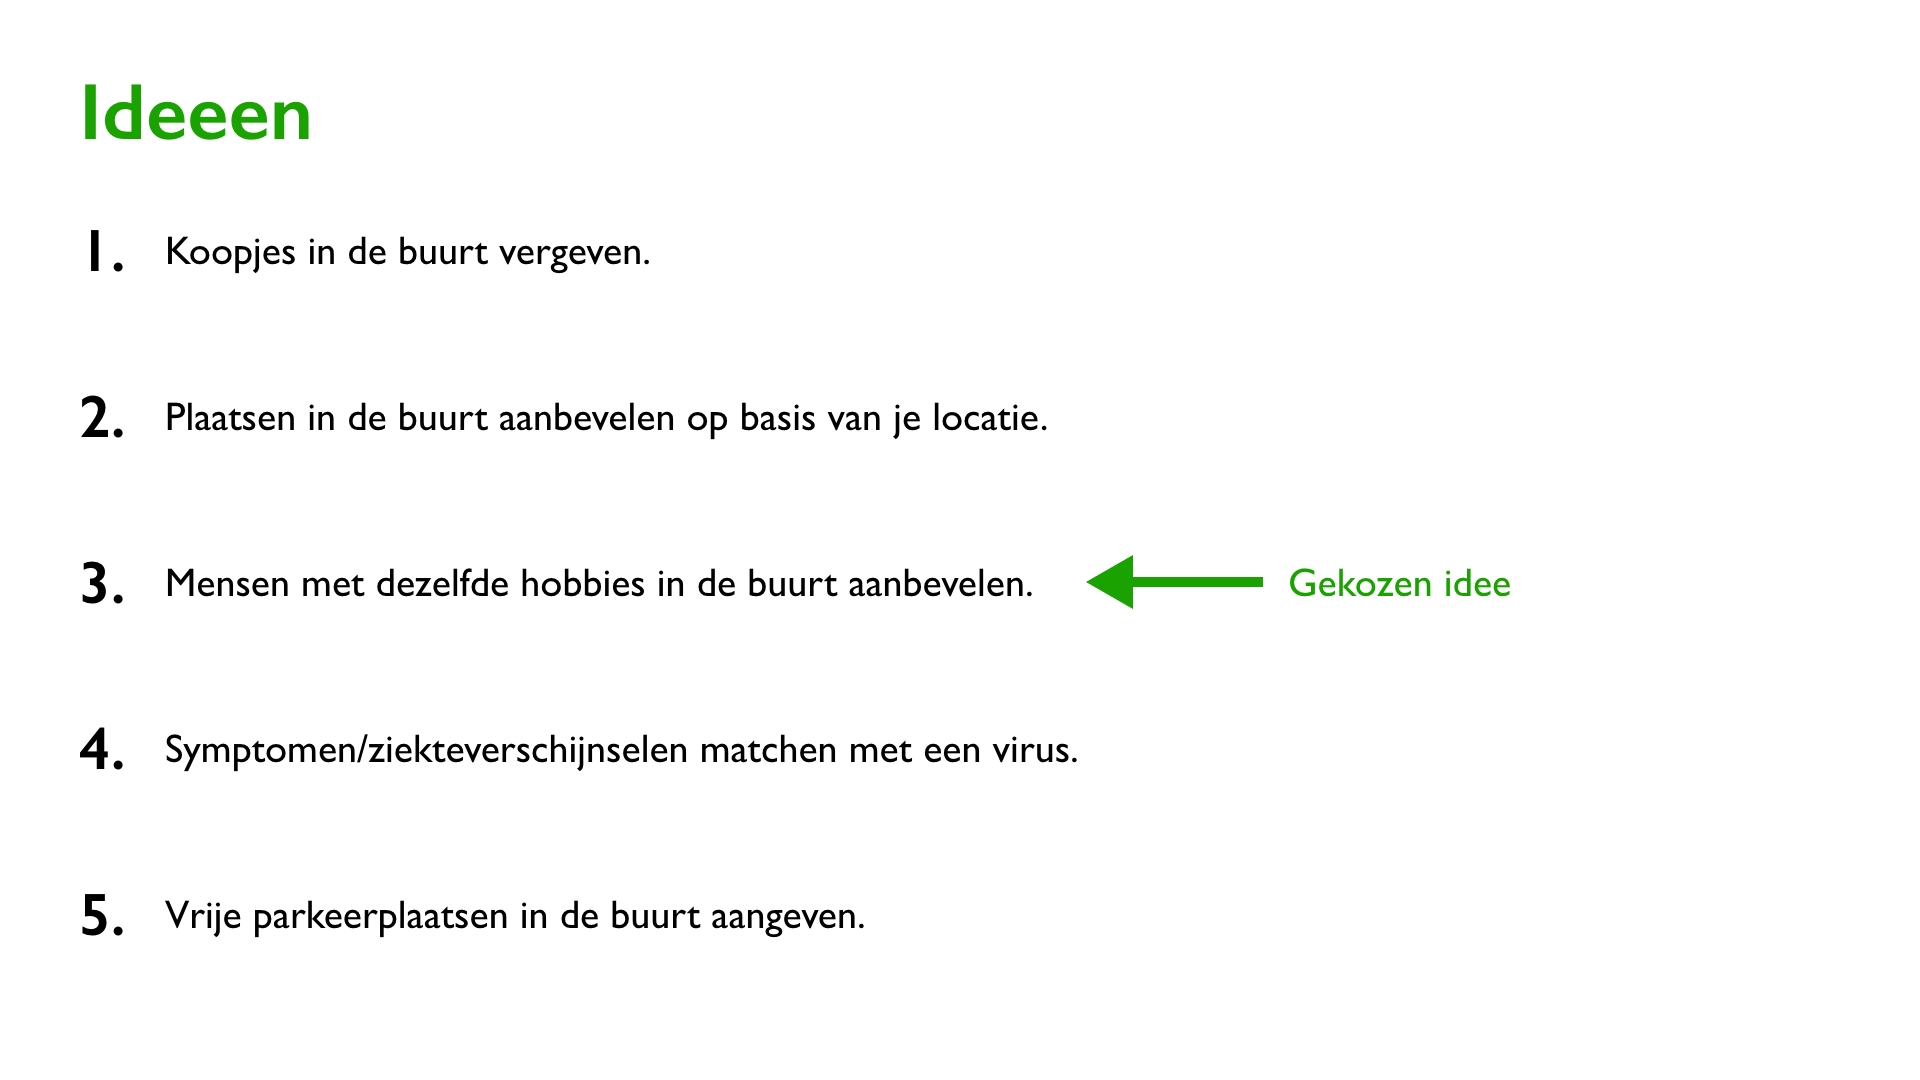 Ideeen
1. Koopjes in de buurt vergeven.
2. Plaatsen in de buurt aanbevelen op basis van je locatie.
3. Mensen met dezelfde hobbies in de buurt aanbevelen. Gekozen idee
4. Symptomen/ziekteverschijnselen matchen met een virus.
5. Vrije parkeerplaatsen in de buurt aangeven.